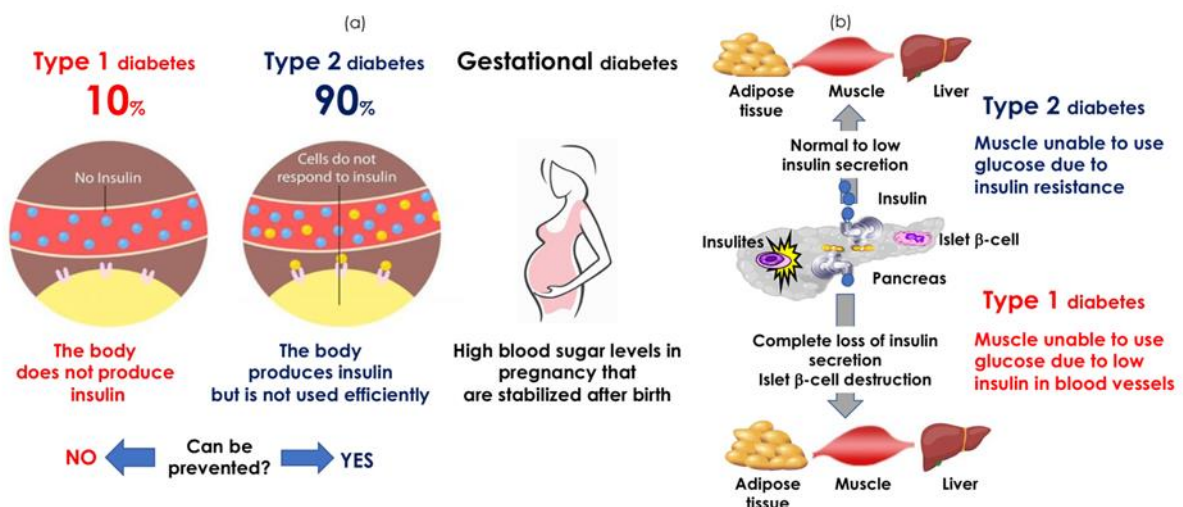 (a)
Type 1 diabetes
10%
No Insulin
The body
does not produce
insulin
Type 2 diabetes
90%
Cells do not
respond to insulin
The body
produces insulin
but is not used efficiently
Gestational diabetes
High blood sugar levels in
pregnancy that
are stabilized after birth
NO
Can be
prevented?
YES
(b)
Adipose
tissue
Muscle
Liver
Normal to low
insulin secretion
Type 2 diabetes
Muscle unable to use
glucose due to
insulin resistance
Insulin
Insulites
Islet β-cell
Pancreas
Type 1 diabetes
Muscle unable to use
glucose due to low
insulin in blood vessels
Complete loss of insulin
secretion
Islet β-cell destruction
Adipose
tissue
Muscle
Liver